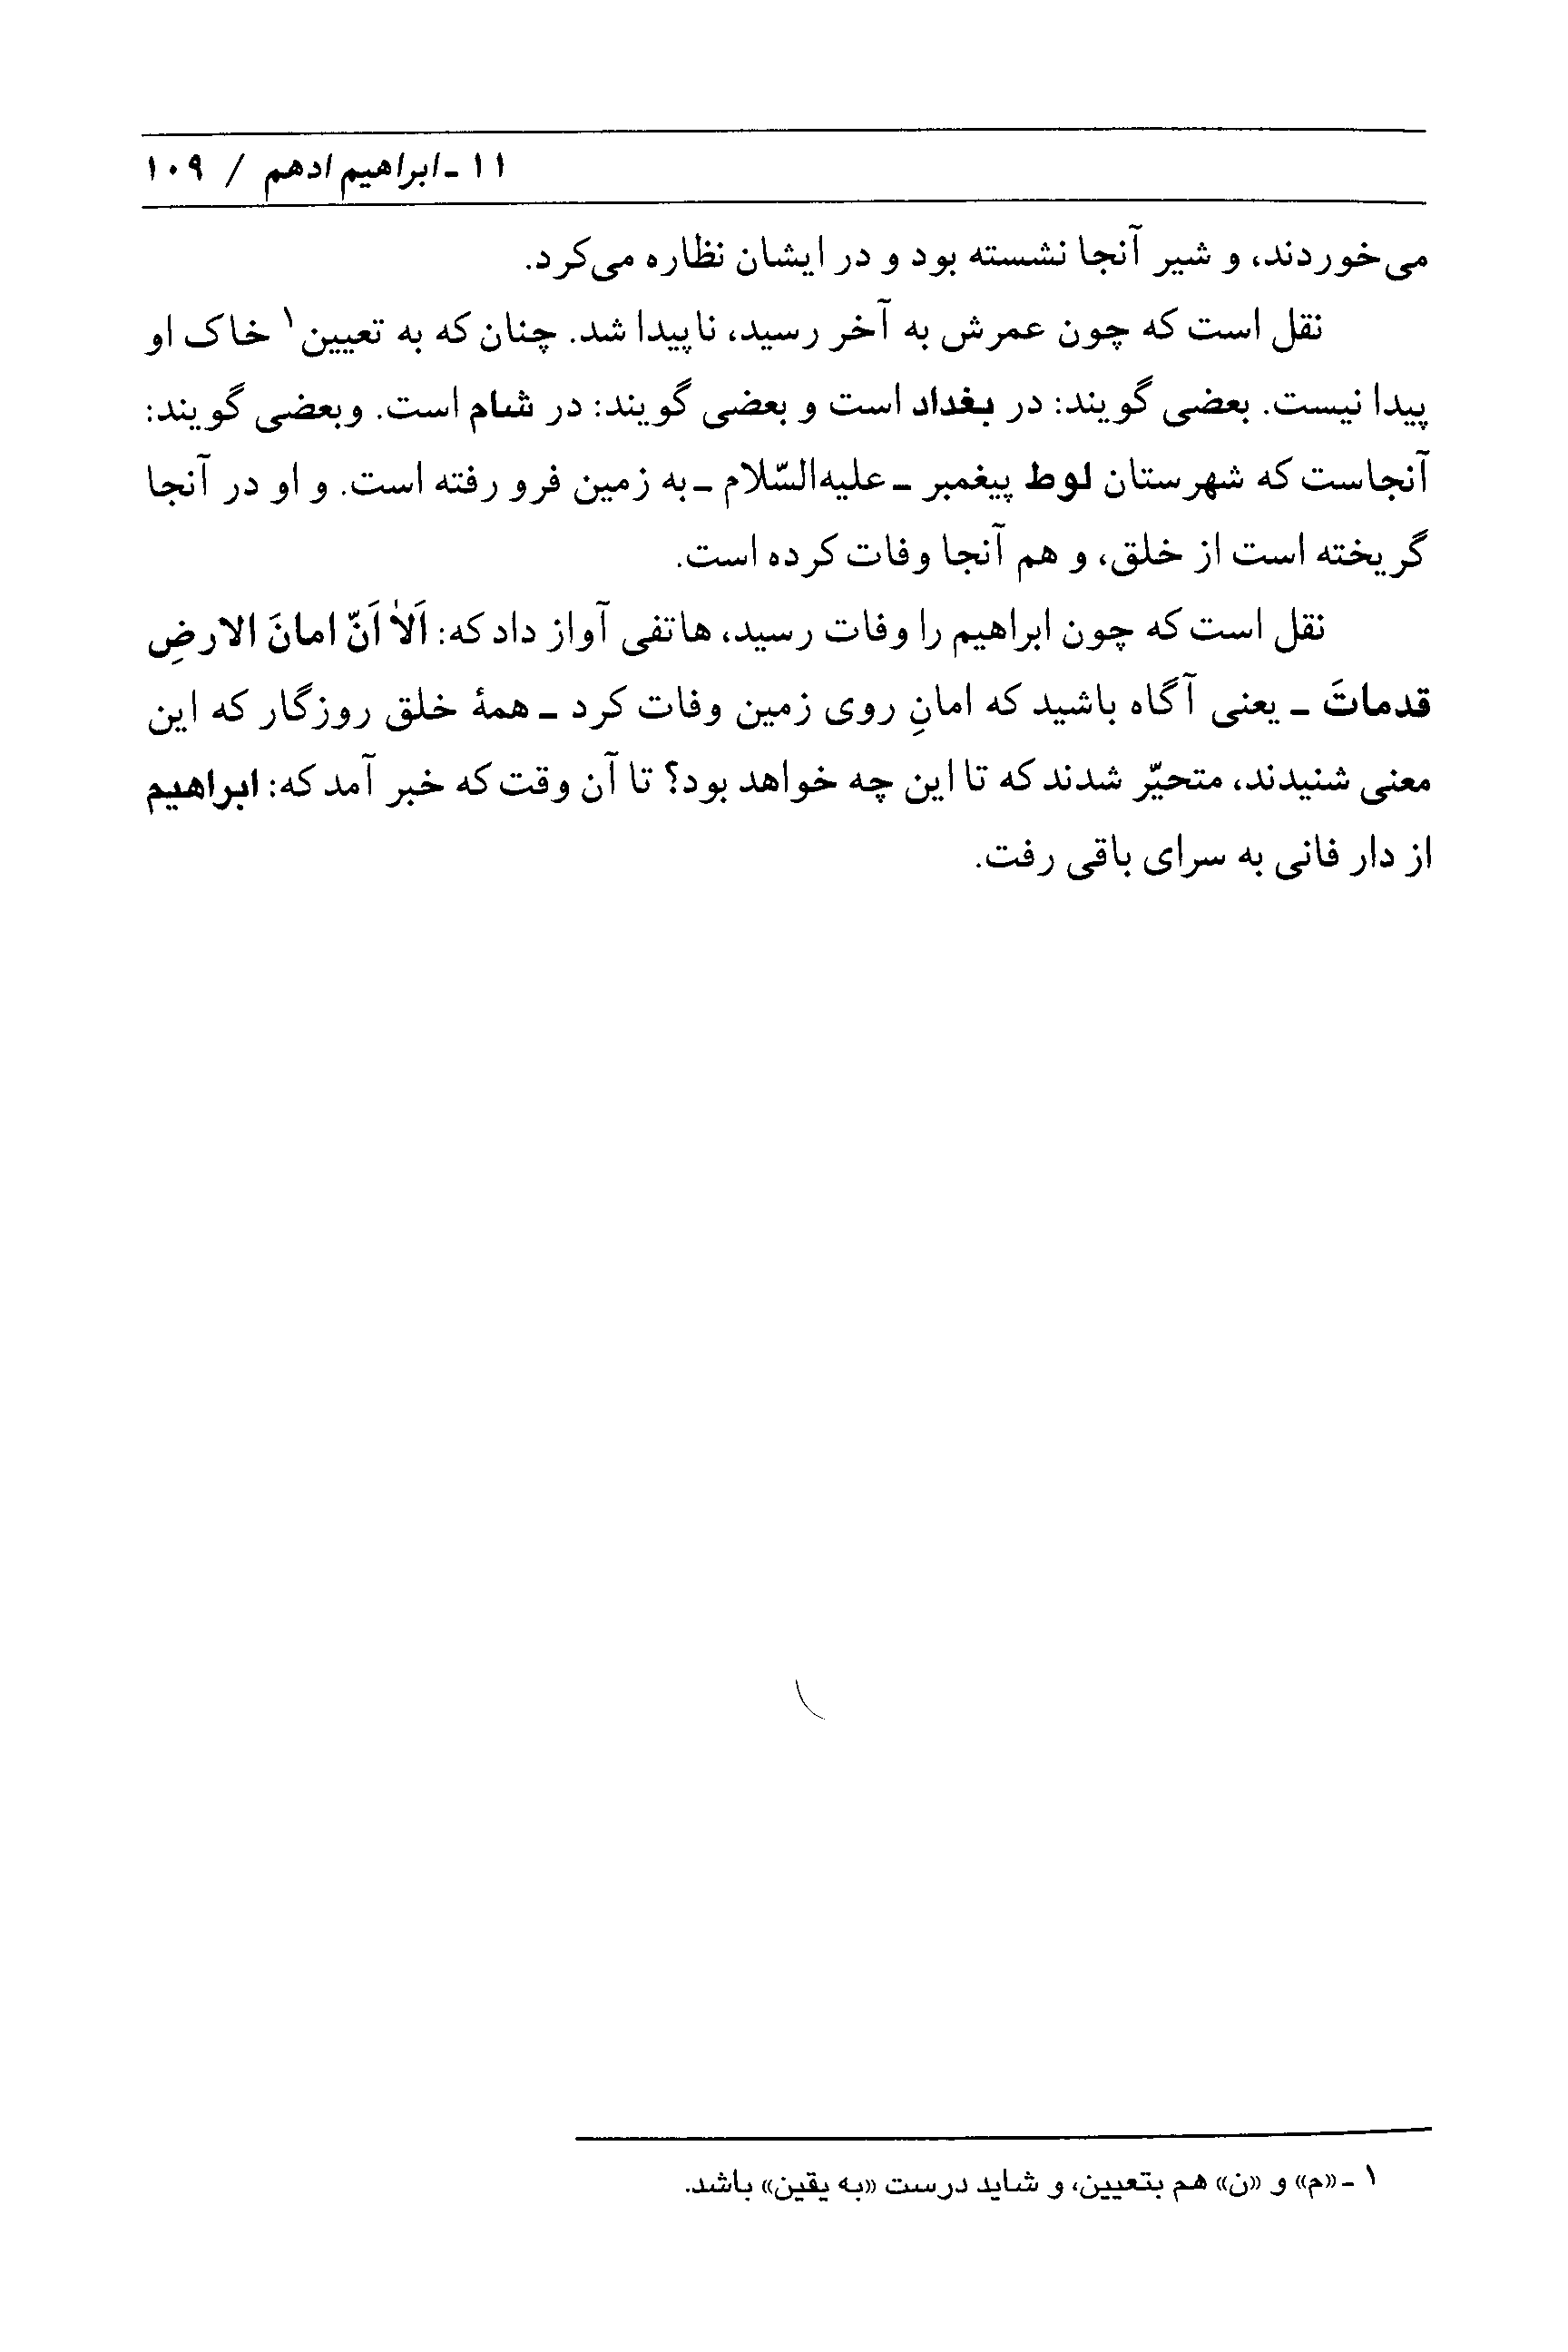 ۱۱ ـ ابراهیم ادهم / ۱۰۹
می‌خوردند، و شیر آنجا نشسته بود و در ایشان نظاره می‌کرد.
نقل است که چون عمرش به آخر رسید، ناپیدا شد. چنان که به تعیین۱ خاک او
پیدا نیست. بعضی گویند: در بغداد است و بعضی گویند: در شام است. وبعضی گویند:
آنجاست که شهرستان لوط پیغمبر ـ علیه‌السّلام ـ به زمین فرو رفته است. و او در آنجا
گریخته است از خلق، و هم آنجا وفات کرده است.
نقل است که چون ابراهیم را وفات رسید، هاتفی آواز داد که: اَلاٰ اَنّ امانَ الارضِ
قدماتَ ـ یعنی آگاه باشید که امانِ روی زمین وفات کرد ـ همهٔ خلق روزگار که این
معنی شنیدند، متحیّر شدند که تا این چه خواهد بود؟ تا آن وقت که خبر آمد که: ابراهیم
از دار فانی به سرای باقی رفت.
۱ ـ «م» و «ن» هم بتعیین، و شاید درست «به یقین» باشد.